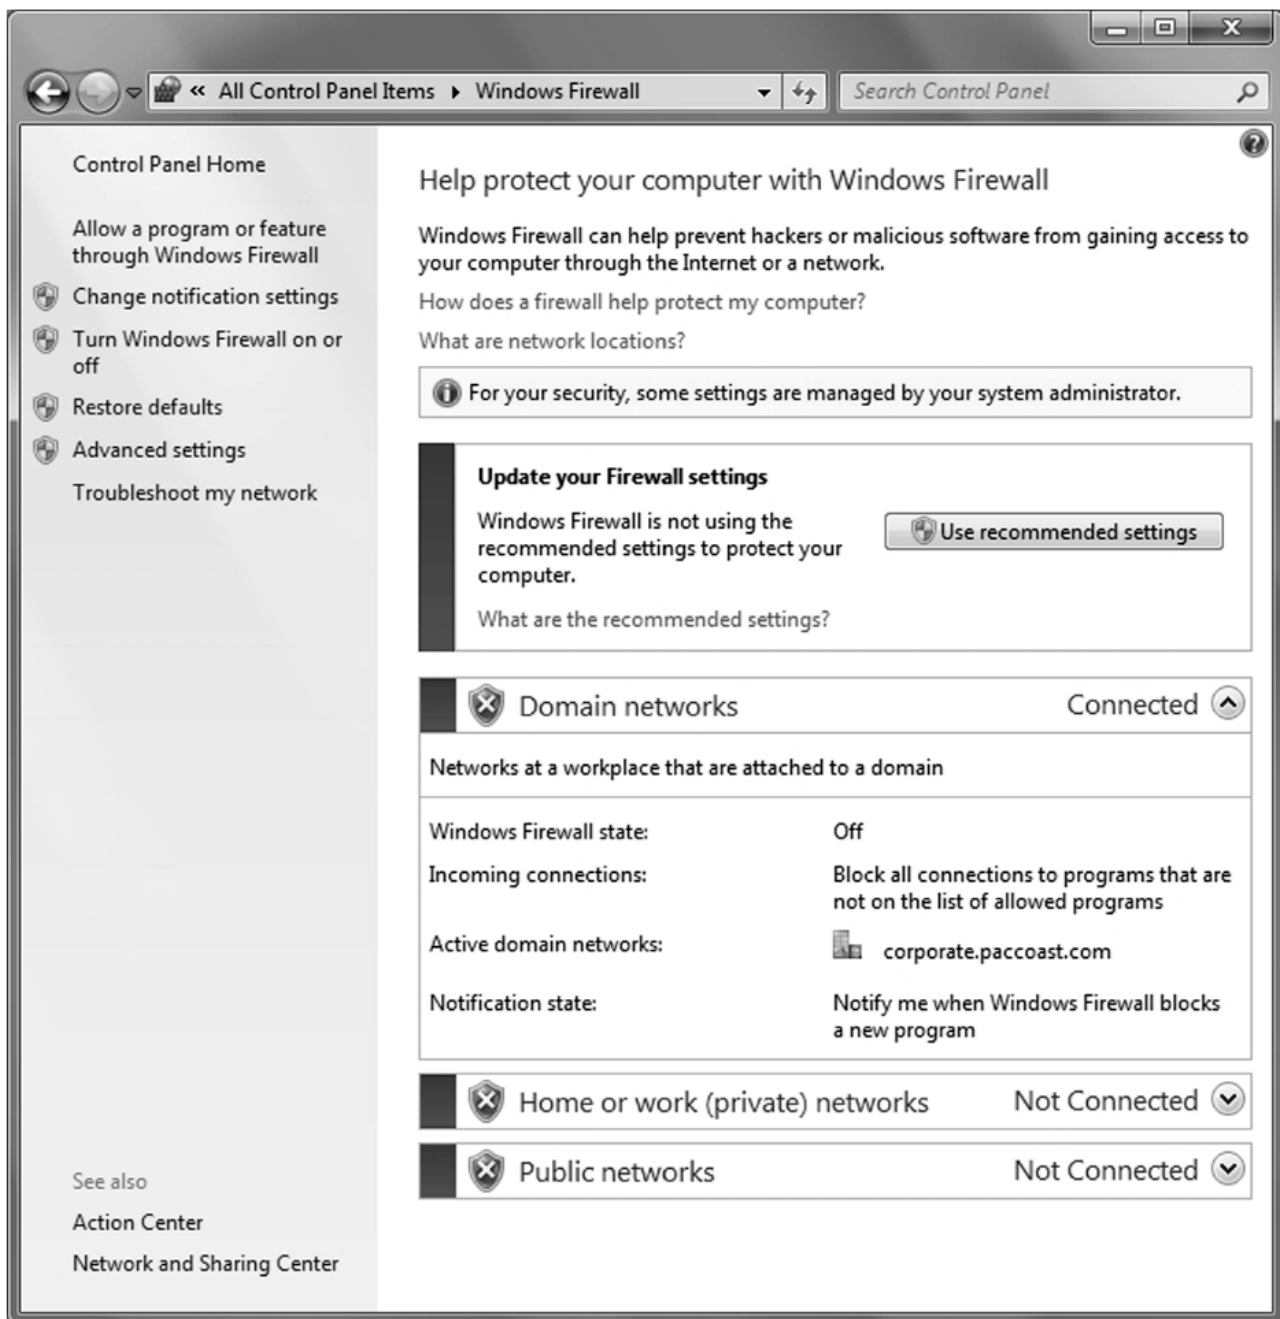 « All Control Panel Items ▸ Windows Firewall
Search Control Panel
Control Panel Home
Allow a program or feature
through Windows Firewall
Change notification settings
Turn Windows Firewall on or
off
Restore defaults
Advanced settings
Troubleshoot my network
See also
Action Center
Network and Sharing Center
Help protect your computer with Windows Firewall
Windows Firewall can help prevent hackers or malicious software from gaining access to
your computer through the Internet or a network.
How does a firewall help protect my computer?
What are network locations?
For your security, some settings are managed by your system administrator.
Update your Firewall settings
Windows Firewall is not using the
recommended settings to protect your
computer.
Use recommended settings
What are the recommended settings?
Domain networks Connected
Networks at a workplace that are attached to a domain
Windows Firewall state: Off
Incoming connections: Block all connections to programs that are
not on the list of allowed programs
Active domain networks: corporate.paccoast.com
Notification state: Notify me when Windows Firewall blocks
a new program
Home or work (private) networks Not Connected
Public networks Not Connected